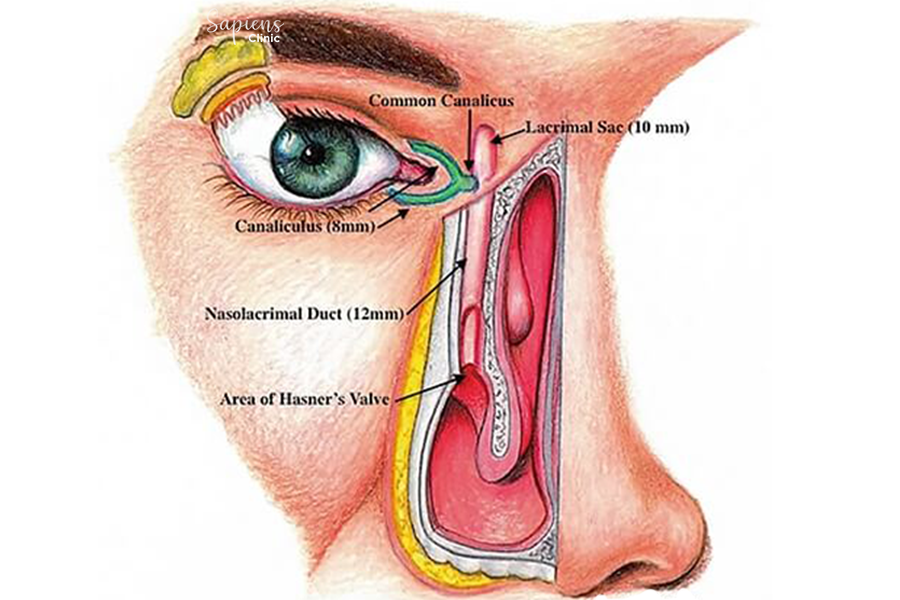 Sapiens
Clinic
Common Canalicus
Lacrimal Sac (10 mm)
Canaliculus (8mm)
Nasolacrimal Duct (12mm)
Area of Hasner's Valve